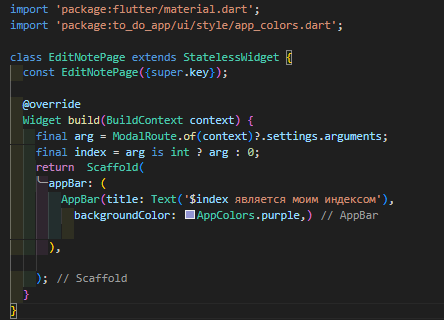 import 'package:flutter/material.dart';
import 'package:to_do_app/ui/style/app_colors.dart';
class EditNotePage extends StatelessWidget {
const EditNotePage({super.key});
@override
Widget build(BuildContext context) {
final arg = ModalRoute.of(context)?.settings.arguments;
final index = arg is int ? arg : 0;
return  Scaffold(
appBar: (
AppBar(title: Text('$index является моим индексом'),
backgroundColor: AppColors.purple,) // AppBar
),
); // Scaffold
}
}